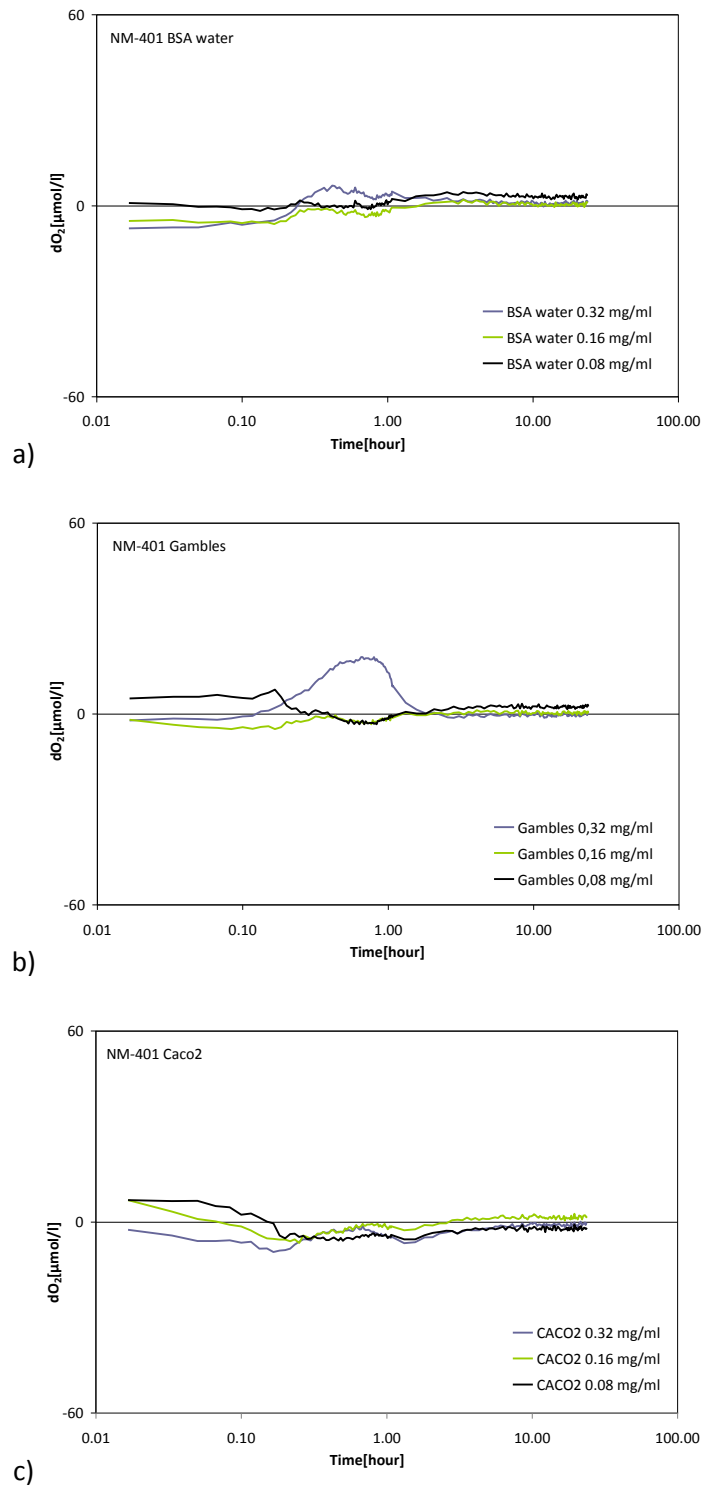 60
NM-401 BSA water
0
dO2[µmol/l]
BSA water 0.32 mg/ml
BSA water 0.16 mg/ml
BSA water 0.08 mg/ml
-60
0.01 0.10 1.00 10.00 100.00
Time[hour]
a)
60
NM-401 Gambles
0
dO2[µmol/l]
Gambles 0,32 mg/ml
Gambles 0,16 mg/ml
Gambles 0,08 mg/ml
-60
0.01 0.10 1.00 10.00 100.00
Time[hour]
b)
60
NM-401 Caco2
0
dO2[µmol/l]
CACO2 0.32 mg/ml
CACO2 0.16 mg/ml
CACO2 0.08 mg/ml
-60
0.01 0.10 1.00 10.00 100.00
Time[hour]
c)